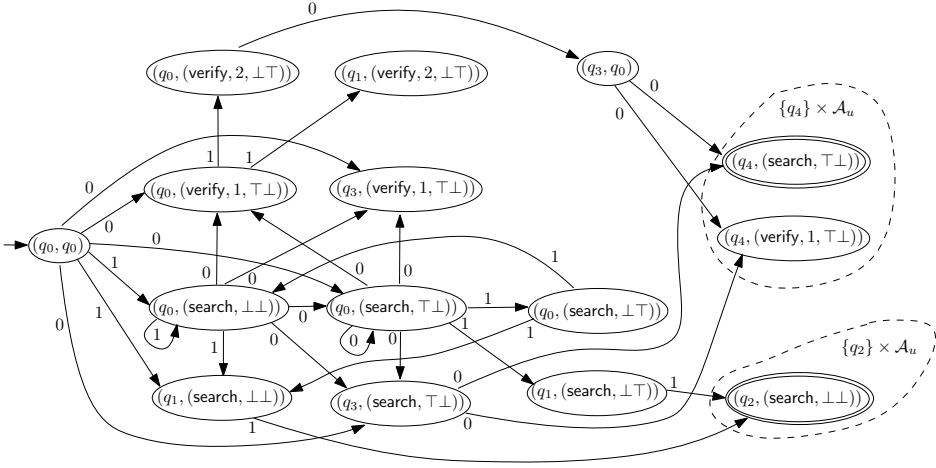 0
(q₀, (verify, 2, ⊥⊤))
(q₁, (verify, 2, ⊥⊤))
(q₃, q₀)
0
0
{q₄} × 𝒜ᵤ
1
1
(q₄, (search, ⊤⊥))
0
(q₀, (verify, 1, ⊤⊥))
(q₃, (verify, 1, ⊤⊥))
0
0
(q₄, (verify, 1, ⊤⊥))
(q₀, q₀)
1
1
0
0
0
0
(q₀, (search, ⊥⊥))
0
(q₀, (search, ⊤⊥))
1
(q₀, (search, ⊥⊤))
1
0
1
1
0
0
0
1
1
{q₂} × 𝒜ᵤ
0
(q₁, (search, ⊥⊥))
(q₃, (search, ⊤⊥))
(q₁, (search, ⊥⊤))
1
(q₂, (search, ⊥⊥))
1
0